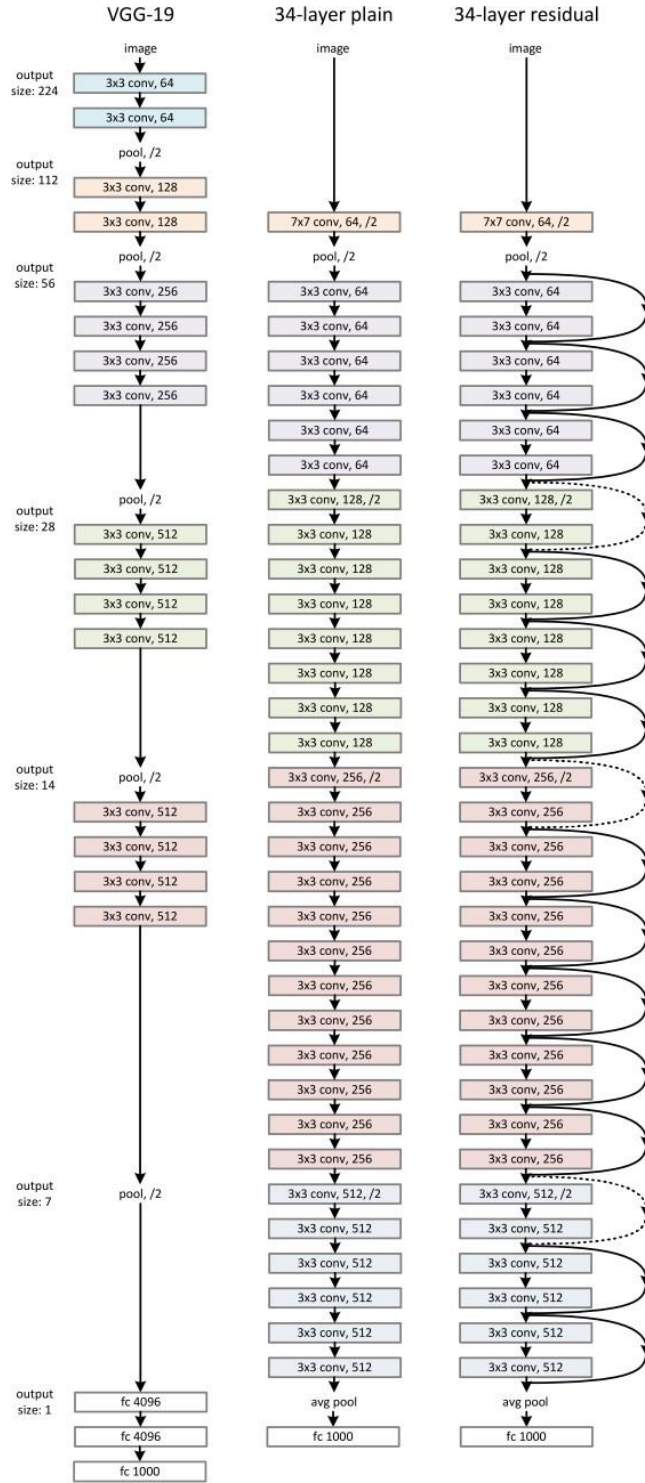 VGG-19
image
output
size: 224
3x3 conv, 64
3x3 conv, 64
pool, /2
output
size: 112
3x3 conv, 128
3x3 conv, 128
pool, /2
output
size: 56
3x3 conv, 256
3x3 conv, 256
3x3 conv, 256
3x3 conv, 256
pool, /2
output
size: 28
3x3 conv, 512
3x3 conv, 512
3x3 conv, 512
3x3 conv, 512
output
size: 14
pool, /2
3x3 conv, 512
3x3 conv, 512
3x3 conv, 512
3x3 conv, 512
output
size: 7
pool, /2
output
size: 1
fc 4096
fc 4096
fc 1000
34-layer plain
image
7x7 conv, 64, /2
pool, /2
3x3 conv, 64
3x3 conv, 64
3x3 conv, 64
3x3 conv, 64
3x3 conv, 64
3x3 conv, 64
3x3 conv, 128, /2
3x3 conv, 128
3x3 conv, 128
3x3 conv, 128
3x3 conv, 128
3x3 conv, 128
3x3 conv, 128
3x3 conv, 128
3x3 conv, 256, /2
3x3 conv, 256
3x3 conv, 256
3x3 conv, 256
3x3 conv, 256
3x3 conv, 256
3x3 conv, 256
3x3 conv, 256
3x3 conv, 256
3x3 conv, 256
3x3 conv, 256
3x3 conv, 256
3x3 conv, 512, /2
3x3 conv, 512
3x3 conv, 512
3x3 conv, 512
3x3 conv, 512
3x3 conv, 512
avg pool
fc 1000
34-layer residual
image
7x7 conv, 64, /2
pool, /2
3x3 conv, 64
3x3 conv, 64
3x3 conv, 64
3x3 conv, 64
3x3 conv, 64
3x3 conv, 64
3x3 conv, 128, /2
3x3 conv, 128
3x3 conv, 128
3x3 conv, 128
3x3 conv, 128
3x3 conv, 128
3x3 conv, 128
3x3 conv, 128
3x3 conv, 256, /2
3x3 conv, 256
3x3 conv, 256
3x3 conv, 256
3x3 conv, 256
3x3 conv, 256
3x3 conv, 256
3x3 conv, 256
3x3 conv, 256
3x3 conv, 256
3x3 conv, 256
3x3 conv, 256
3x3 conv, 512, /2
3x3 conv, 512
3x3 conv, 512
3x3 conv, 512
3x3 conv, 512
3x3 conv, 512
avg pool
fc 1000